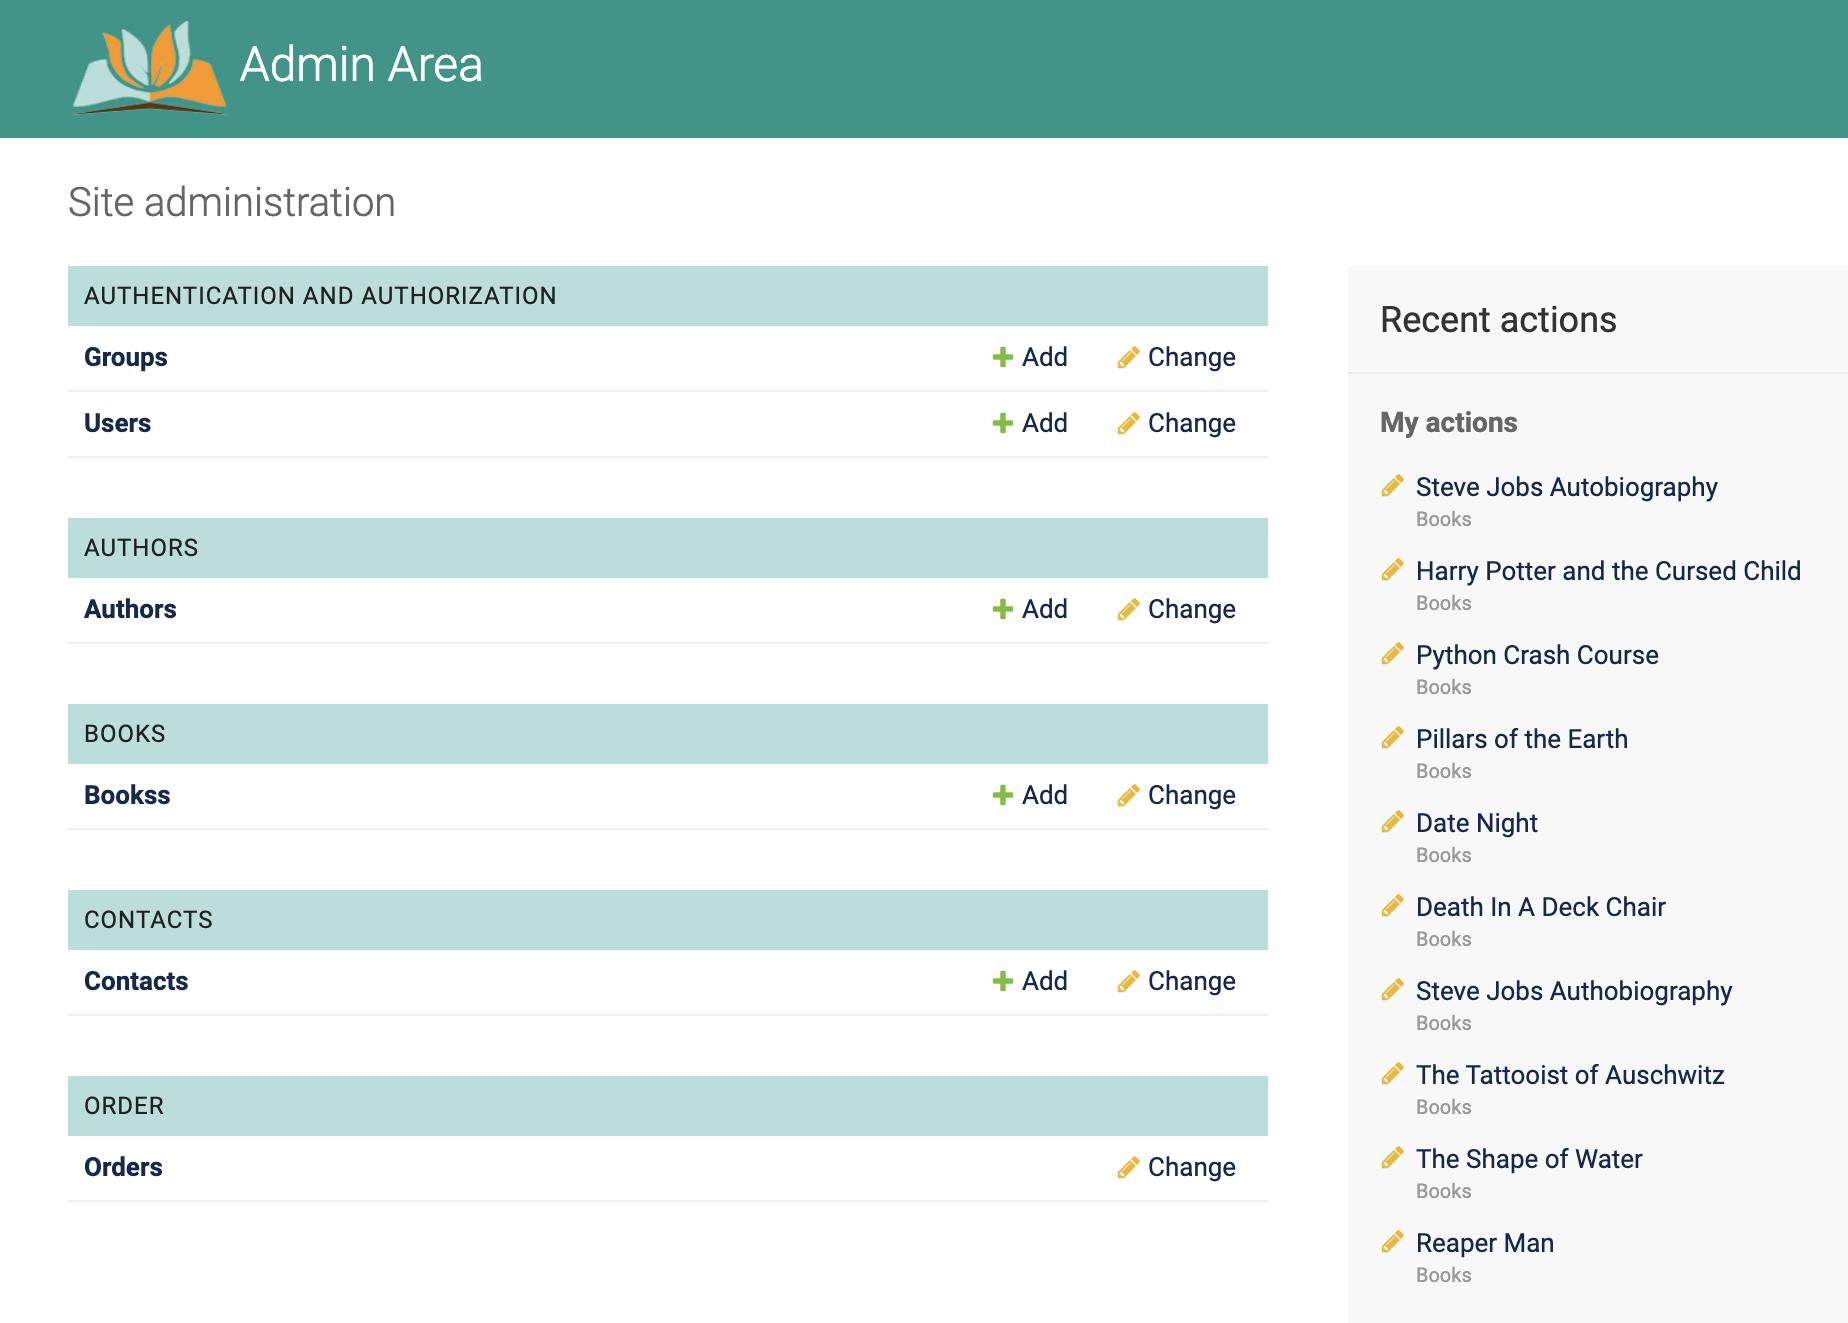 Admin Area
Site administration
AUTHENTICATION AND AUTHORIZATION
Groups Add Change
Users Add Change
AUTHORS
Authors Add Change
BOOKS
Bookss Add Change
CONTACTS
Contacts Add Change
ORDER
Orders Change
Recent actions
My actions
Steve Jobs Autobiography
Books
Harry Potter and the Cursed Child
Books
Python Crash Course
Books
Pillars of the Earth
Books
Date Night
Books
Death In A Deck Chair
Books
Steve Jobs Authobiography
Books
The Tattooist of Auschwitz
Books
The Shape of Water
Books
Reaper Man
Books